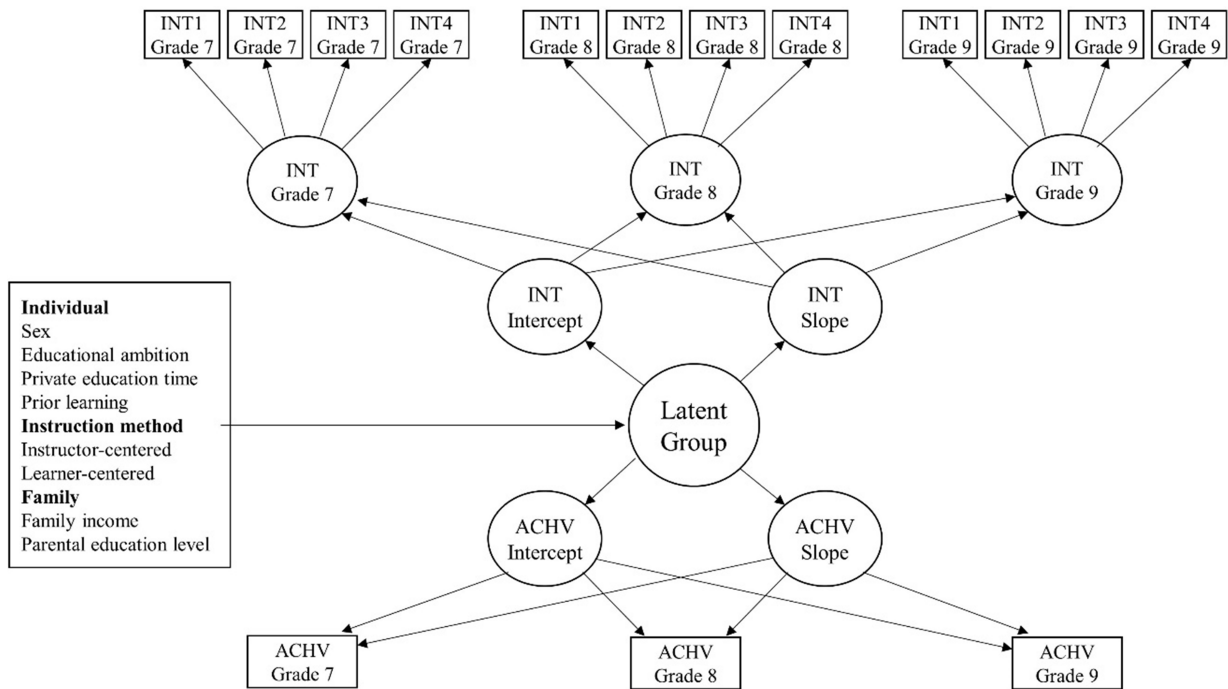 INT1 INT2 INT3 INT4 INT1 INT2 INT3 INT4 INT1 INT2 INT3 INT4
Grade 7 Grade 7 Grade 7 Grade 7 Grade 8 Grade 8 Grade 8 Grade 8 Grade 9 Grade 9 Grade 9 Grade 9
INT
Grade 7
INT
Grade 8
INT
Grade 9
INT
Intercept
INT
Slope
Individual
Sex
Educational ambition
Private education time
Prior learning
Instruction method
Instructor-centered
Learner-centered
Family
Family income
Parental education level
Latent
Group
ACHV
Intercept
ACHV
Slope
ACHV
Grade 7
ACHV
Grade 8
ACHV
Grade 9